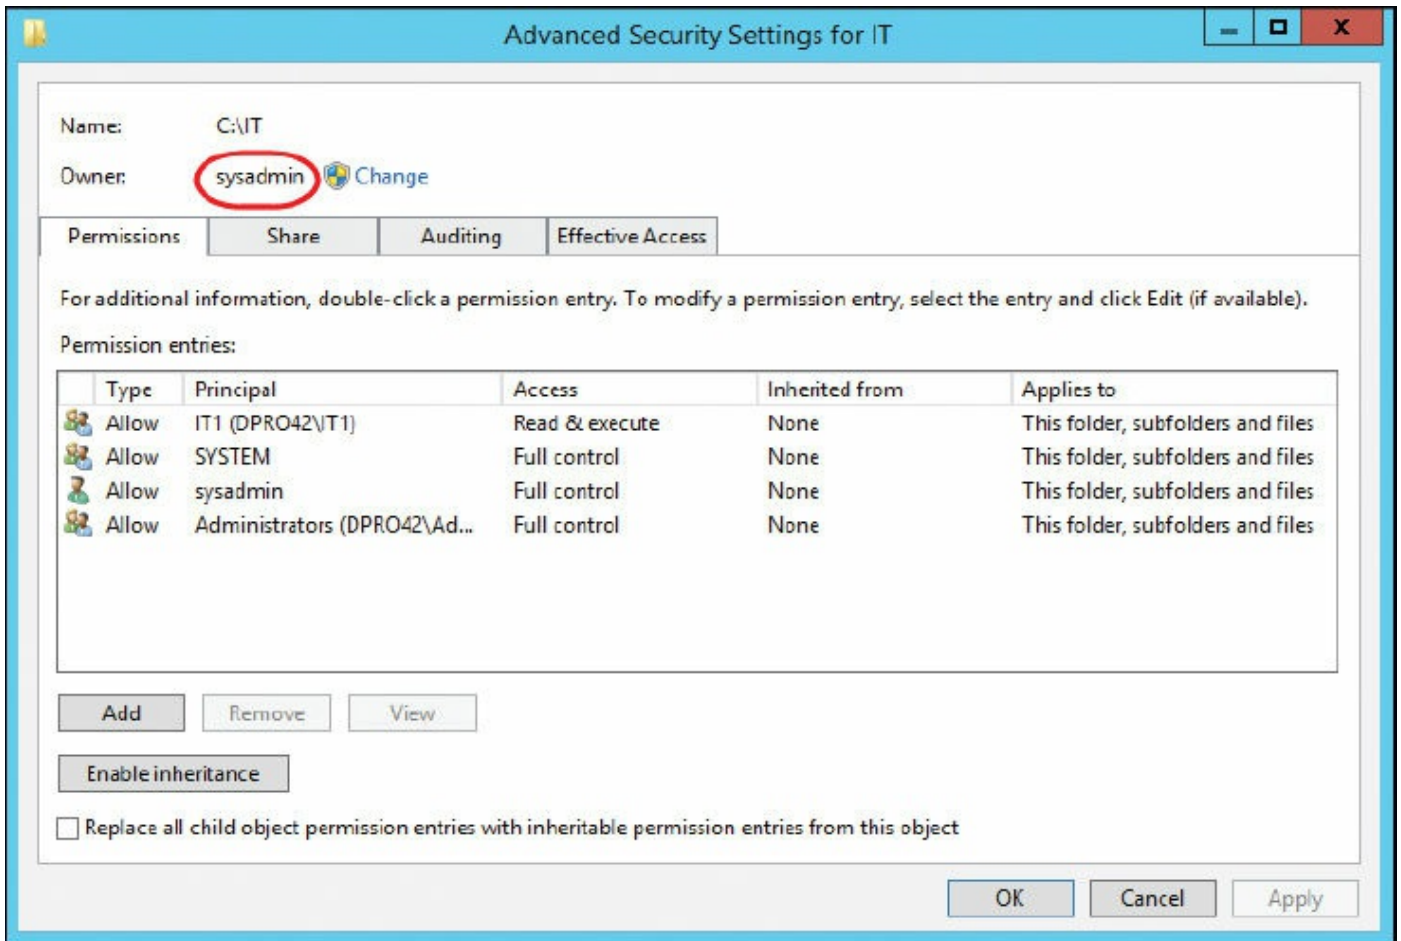 Advanced Security Settings for IT
Name: C:\IT
Owner: sysadmin Change
Permissions Share Auditing Effective Access
For additional information, double-click a permission entry. To modify a permission entry, select the entry and click Edit (if available).
Permission entries:
Type Principal Access Inherited from Applies to
Allow IT1 (DPRO42\IT1) Read & execute None This folder, subfolders and files
Allow SYSTEM Full control None This folder, subfolders and files
Allow sysadmin Full control None This folder, subfolders and files
Allow Administrators (DPRO42\Ad... Full control None This folder, subfolders and files
Add Remove View
Enable inheritance
Replace all child object permission entries with inheritable permission entries from this object
OK Cancel Apply